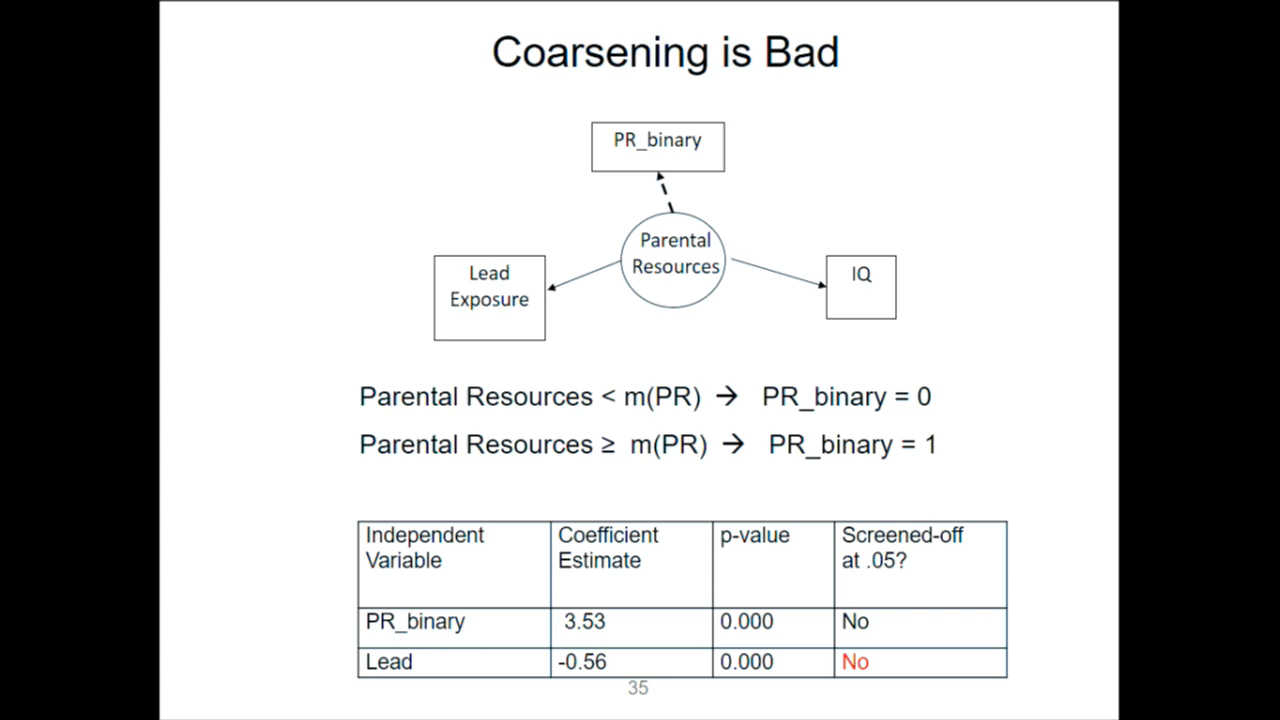 Coarsening is Bad
PR_binary
Parental
Resources
Lead
Exposure
IQ
Parental Resources < m(PR) → PR_binary = 0
Parental Resources ≥ m(PR) → PR_binary = 1
Independent Variable
Coefficient Estimate
p-value
Screened-off at .05?
PR_binary 3.53 0.000 No
Lead -0.56 0.000 No
35